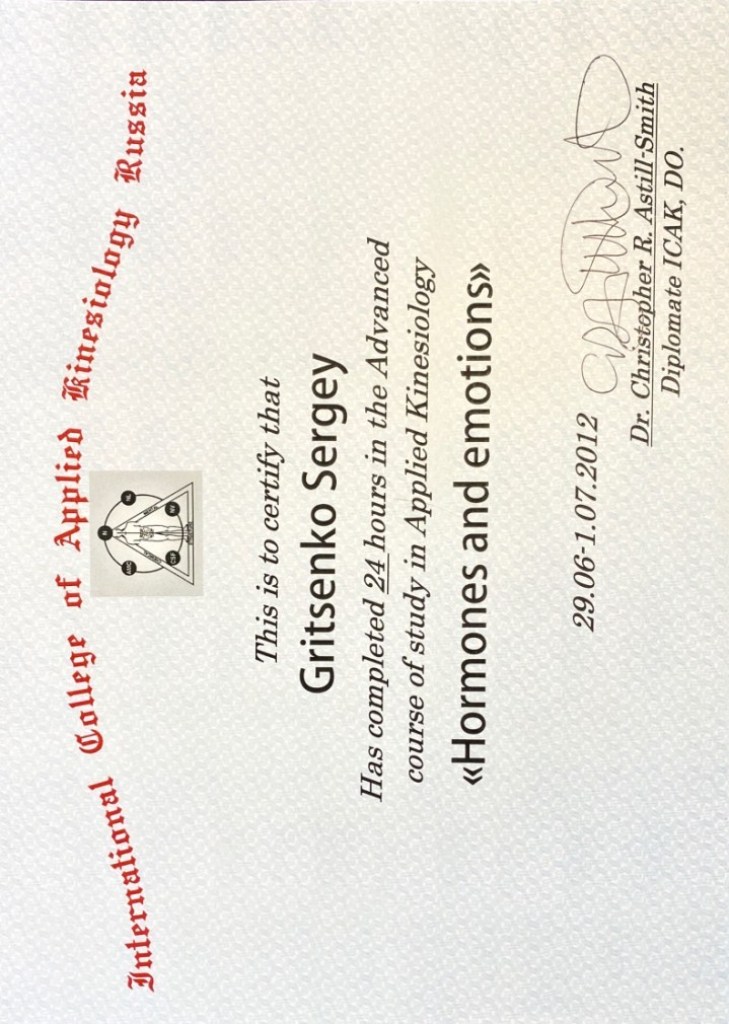 International College of Applied Kinesiology Russia
N
AMC NL
CSF NV
This is to certify that
Gritsenko Sergey
Has completed 24 hours in the Advanced
course of study in Applied Kinesiology
«Hormones and emotions»
29.06-1.07.2012
Dr. Christopher R. Astill-Smith
Diplomate ICAK, DO.